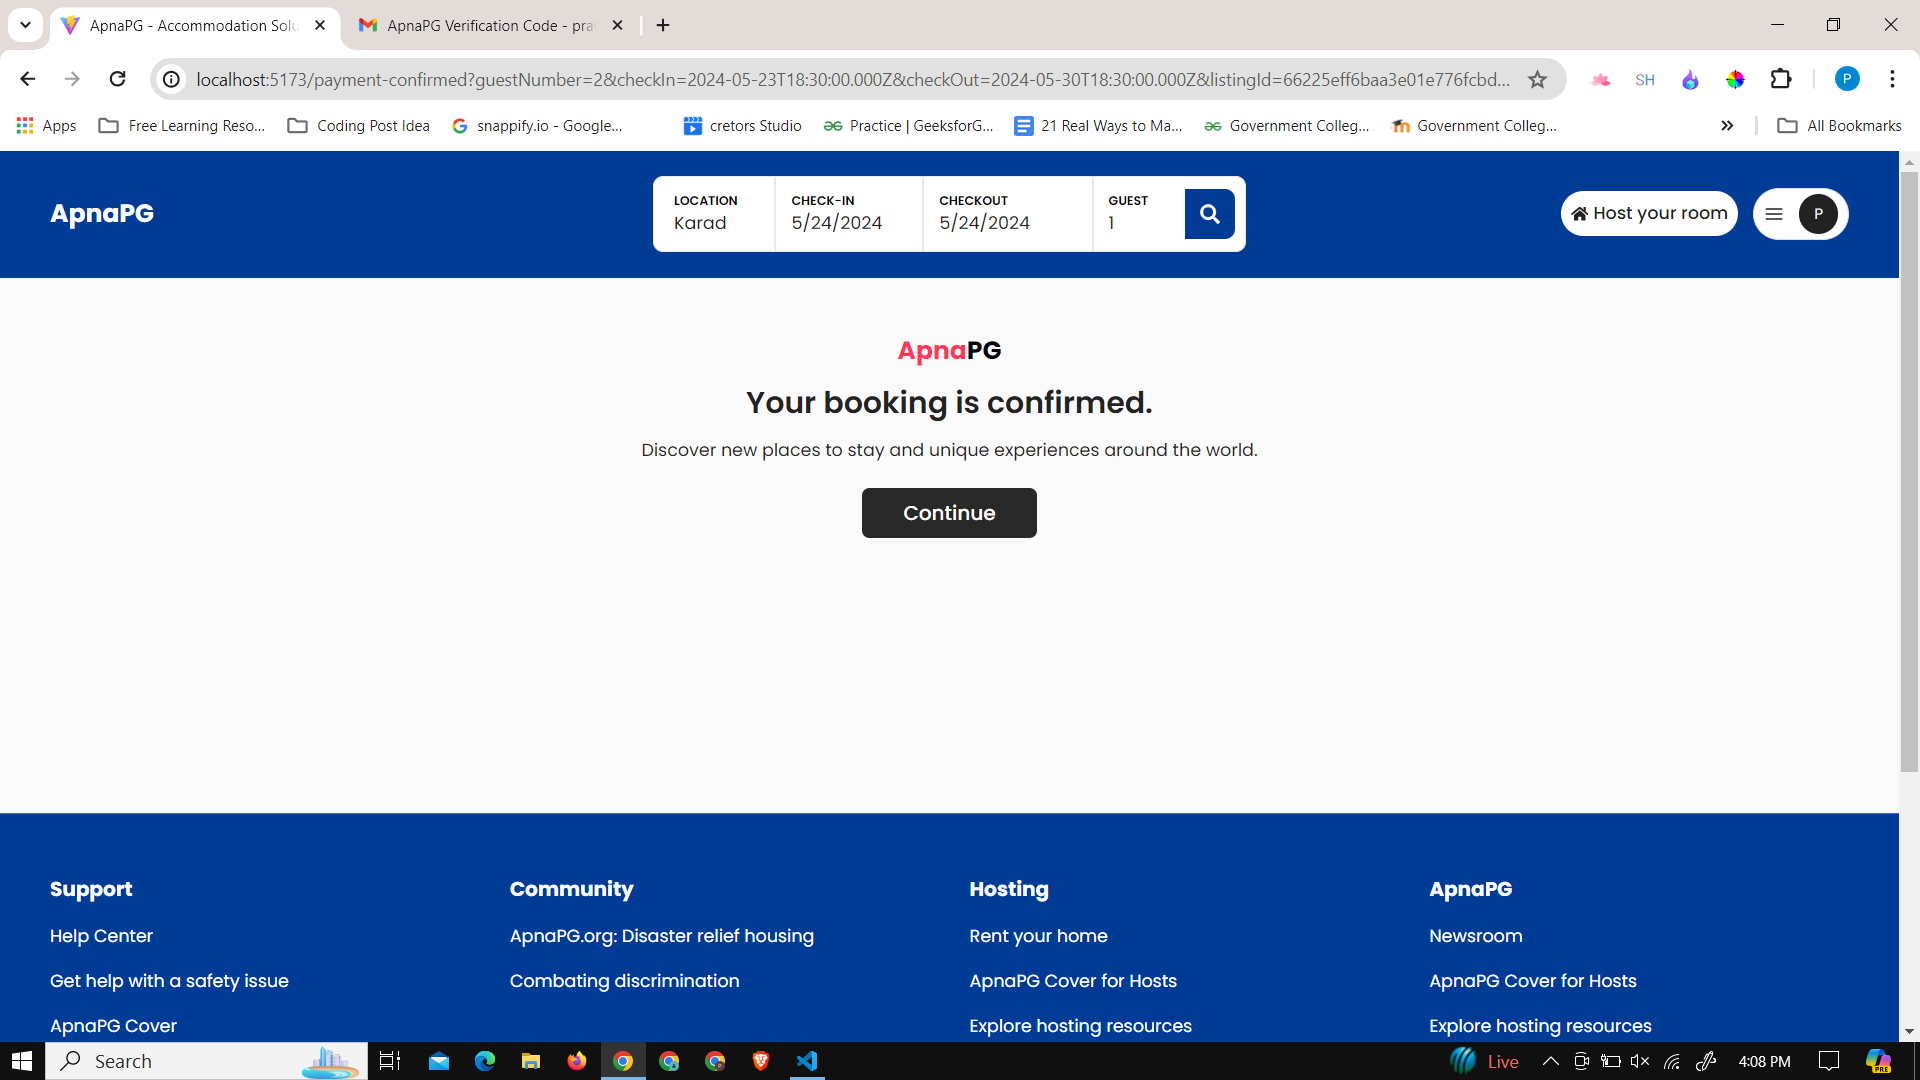 ApnaPG - Accommodation Solu
ApnaPG Verification Code - pra
localhost:5173/payment-confirmed?guestNumber=2&checkIn=2024-05-23T18:30:00.000Z&checkOut=2024-05-30T18:30:00.000Z&listingId=66225eff6baa3e01e776fcbd...
SH
P
Apps
Free Learning Reso...
Coding Post Idea
snappify.io - Google...
cretors Studio
Practice | GeeksforG...
21 Real Ways to Ma...
Government Colleg...
Government Colleg...
All Bookmarks
ApnaPG
LOCATION
Karad
CHECK-IN
5/24/2024
CHECKOUT
5/24/2024
GUEST
1
Host your room
P
ApnaPG
Your booking is confirmed.
Discover new places to stay and unique experiences around the world.
Continue
Support
Help Center
Get help with a safety issue
ApnaPG Cover
Community
ApnaPG.org: Disaster relief housing
Combating discrimination
Hosting
Rent your home
ApnaPG Cover for Hosts
Explore hosting resources
ApnaPG
Newsroom
ApnaPG Cover for Hosts
Explore hosting resources
Search
Live
4:08 PM
PRE